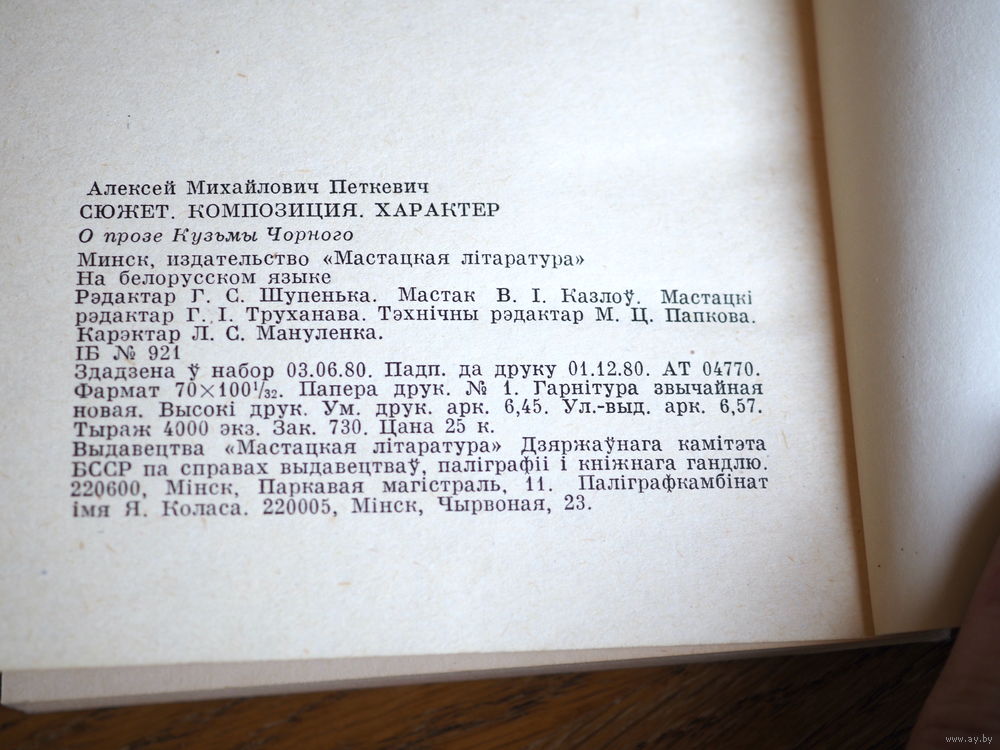 Алексей Михайлович Петкевич
СЮЖЕТ. КОМПОЗИЦИЯ. ХАРАКТЕР
О прозе Кузьмы Чорного
Минск, издательство «Мастацкая літаратура»
На белорусском языке
Рэдактар Г. С. Шупенька. Мастак В. І. Казлоў. Мастацкі
рэдактар Г. І. Труханава. Тэхнічны рэдактар М. Ц. Папкова.
Карэктар Л. С. Мануленка.
ІБ № 921
Здадзена ў набор 03.06.80. Падп. да друку 01.12.80. АТ 04770.
Фармат 70×100¹/₃₂. Папера друк. № 1. Гарнітура звычайная
новая. Высокі друк. Ум. друк. арк. 6,45. Ул.-выд. арк. 6,57.
Тыраж 4000 экз. Зак. 730. Цана 25 к.
Выдавецтва «Мастацкая літаратура» Дзяржаўнага камітэта
БССР па справах выдавецтваў, паліграфіі і кніжнага гандлю.
220600, Мінск, Паркавая магістраль, 11. Паліграфкамбінат
імя Я. Коласа. 220005, Мінск, Чырвоная, 23.
www.ay.by